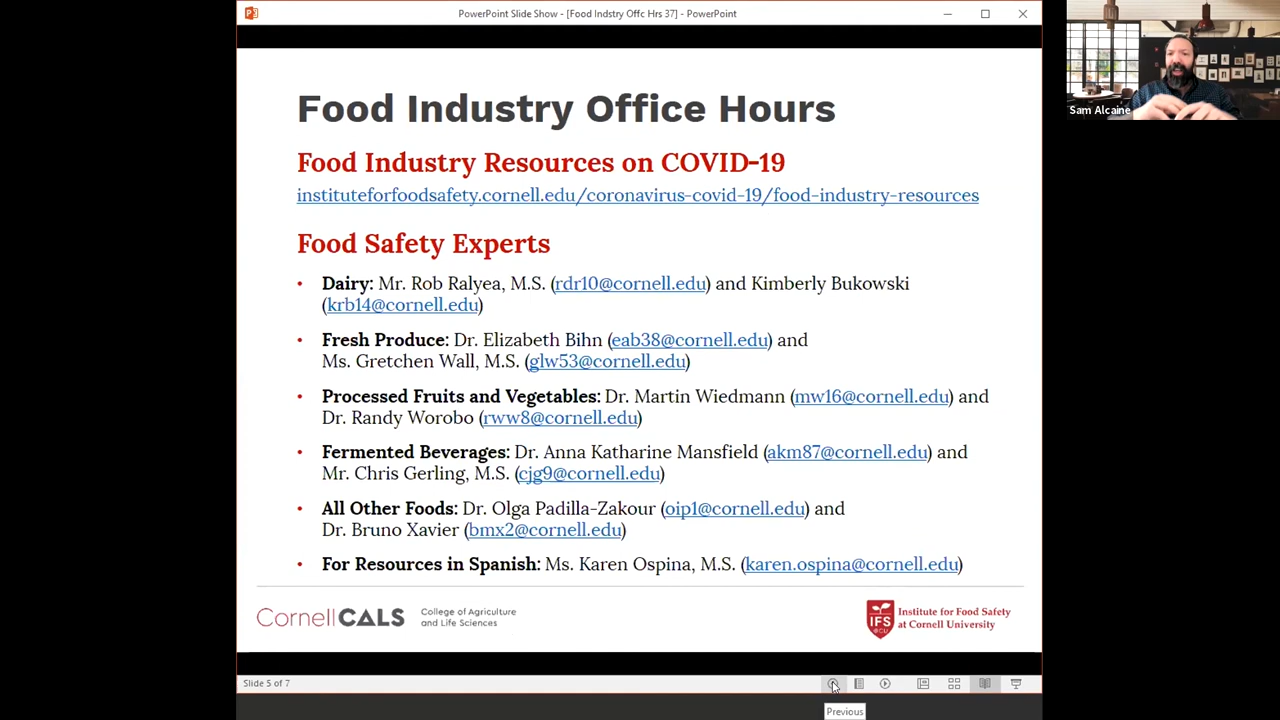 PowerPoint Slide Show - [Food Indstry Offc Hrs 37] - PowerPoint
Sam Alcaine
Food Industry Office Hours
Food Industry Resources on COVID-19
instituteforfoodsafety.cornell.edu/coronavirus-covid-19/food-industry-resources
Food Safety Experts
• Dairy: Mr. Rob Ralyea, M.S. (rdr10@cornell.edu) and Kimberly Bukowski
(krb14@cornell.edu)
• Fresh Produce: Dr. Elizabeth Bihn (eab38@cornell.edu) and
Ms. Gretchen Wall, M.S. (glw53@cornell.edu)
• Processed Fruits and Vegetables: Dr. Martin Wiedmann (mw16@cornell.edu) and
Dr. Randy Worobo (rww8@cornell.edu)
• Fermented Beverages: Dr. Anna Katharine Mansfield (akm87@cornell.edu) and
Mr. Chris Gerling, M.S. (cjg9@cornell.edu)
• All Other Foods: Dr. Olga Padilla-Zakour (oip1@cornell.edu) and
Dr. Bruno Xavier (bmx2@cornell.edu)
• For Resources in Spanish: Ms. Karen Ospina, M.S. (karen.ospina@cornell.edu)
CornellCALS
College of Agriculture
and Life Sciences
IFS
@CU
Institute for Food Safety
at Cornell University
Slide 5 of 7
Previous